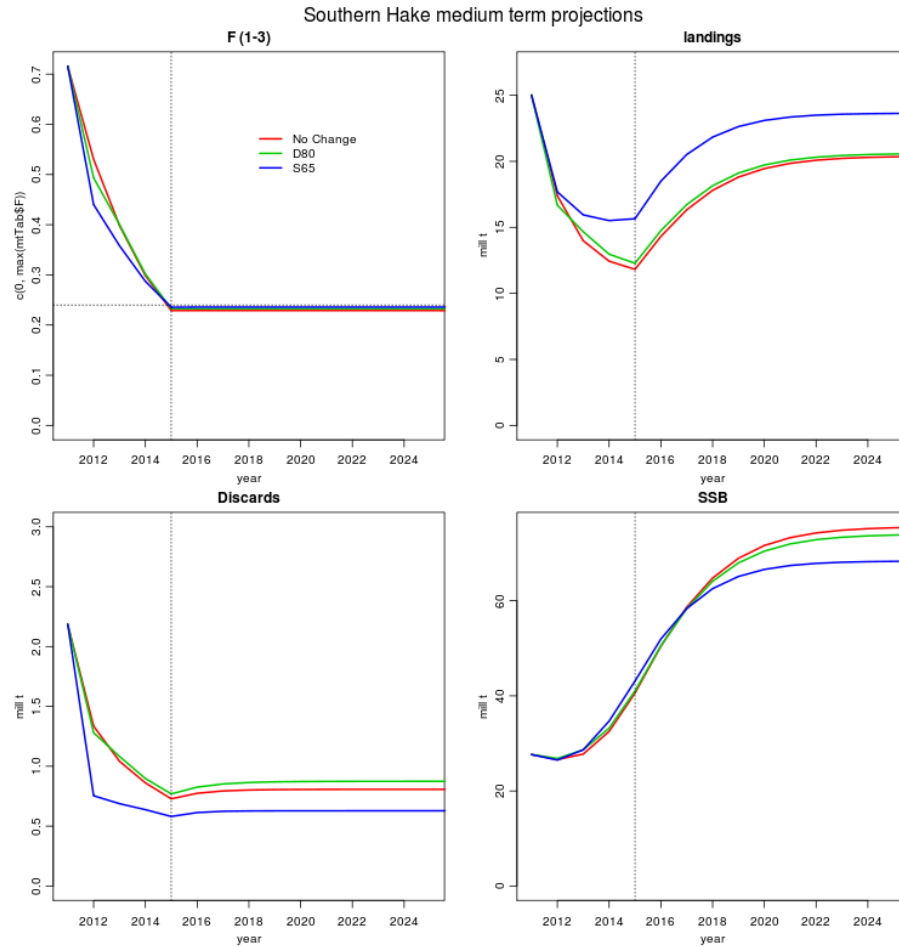 Southern Hake medium term projections
F (1-3)
c(0, max(mtTab$F))
0.7
0.6
0.5
0.4
0.3
0.2
0.1
0.0
No Change
D80
S65
2012 2014 2016 2018 2020 2022 2024
year
landings
mill t
25
20
15
10
5
0
2012 2014 2016 2018 2020 2022 2024
year
Discards
mill t
3.0
2.5
2.0
1.5
1.0
0.5
0.0
2012 2014 2016 2018 2020 2022 2024
year
SSB
mill t
60
40
20
0
2012 2014 2016 2018 2020 2022 2024
year